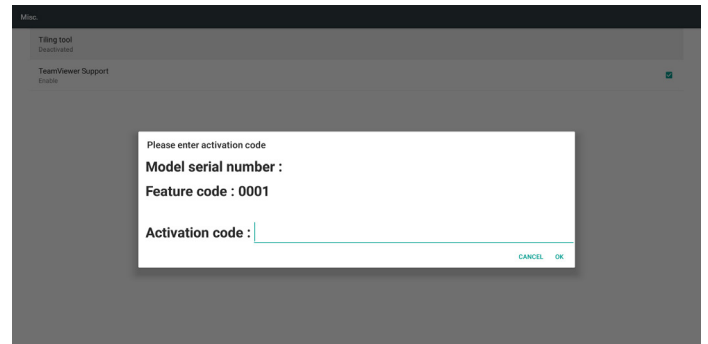 Misc.
Tiling tool
Deactivated
TeamViewer Support
Enable
Please enter activation code
Model serial number :
Feature code : 0001
Activation code :
CANCEL OK